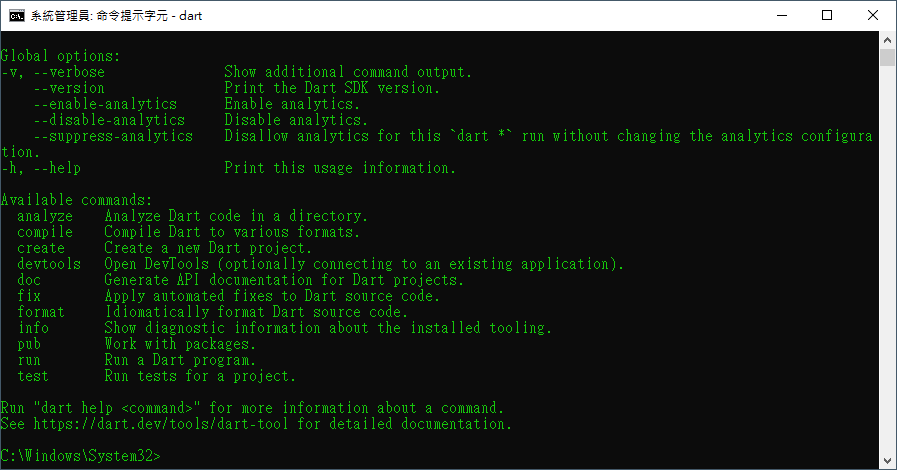 系統管理員: 命令提示字元 - dart
Global options:
-v, --verbose               Show additional command output.
    --version               Print the Dart SDK version.
    --enable-analytics      Enable analytics.
    --disable-analytics     Disable analytics.
    --suppress-analytics    Disallow analytics for this `dart *` run without changing the analytics configura
tion.
-h, --help                  Print this usage information.
Available commands:
  analyze    Analyze Dart code in a directory.
  compile    Compile Dart to various formats.
  create     Create a new Dart project.
  devtools   Open DevTools (optionally connecting to an existing application).
  doc        Generate API documentation for Dart projects.
  fix        Apply automated fixes to Dart source code.
  format     Idiomatically format Dart source code.
  info       Show diagnostic information about the installed tooling.
  pub        Work with packages.
  run        Run a Dart program.
  test       Run tests for a project.
Run "dart help <command>" for more information about a command.
See https://dart.dev/tools/dart-tool for detailed documentation.
C:\Windows\System32>